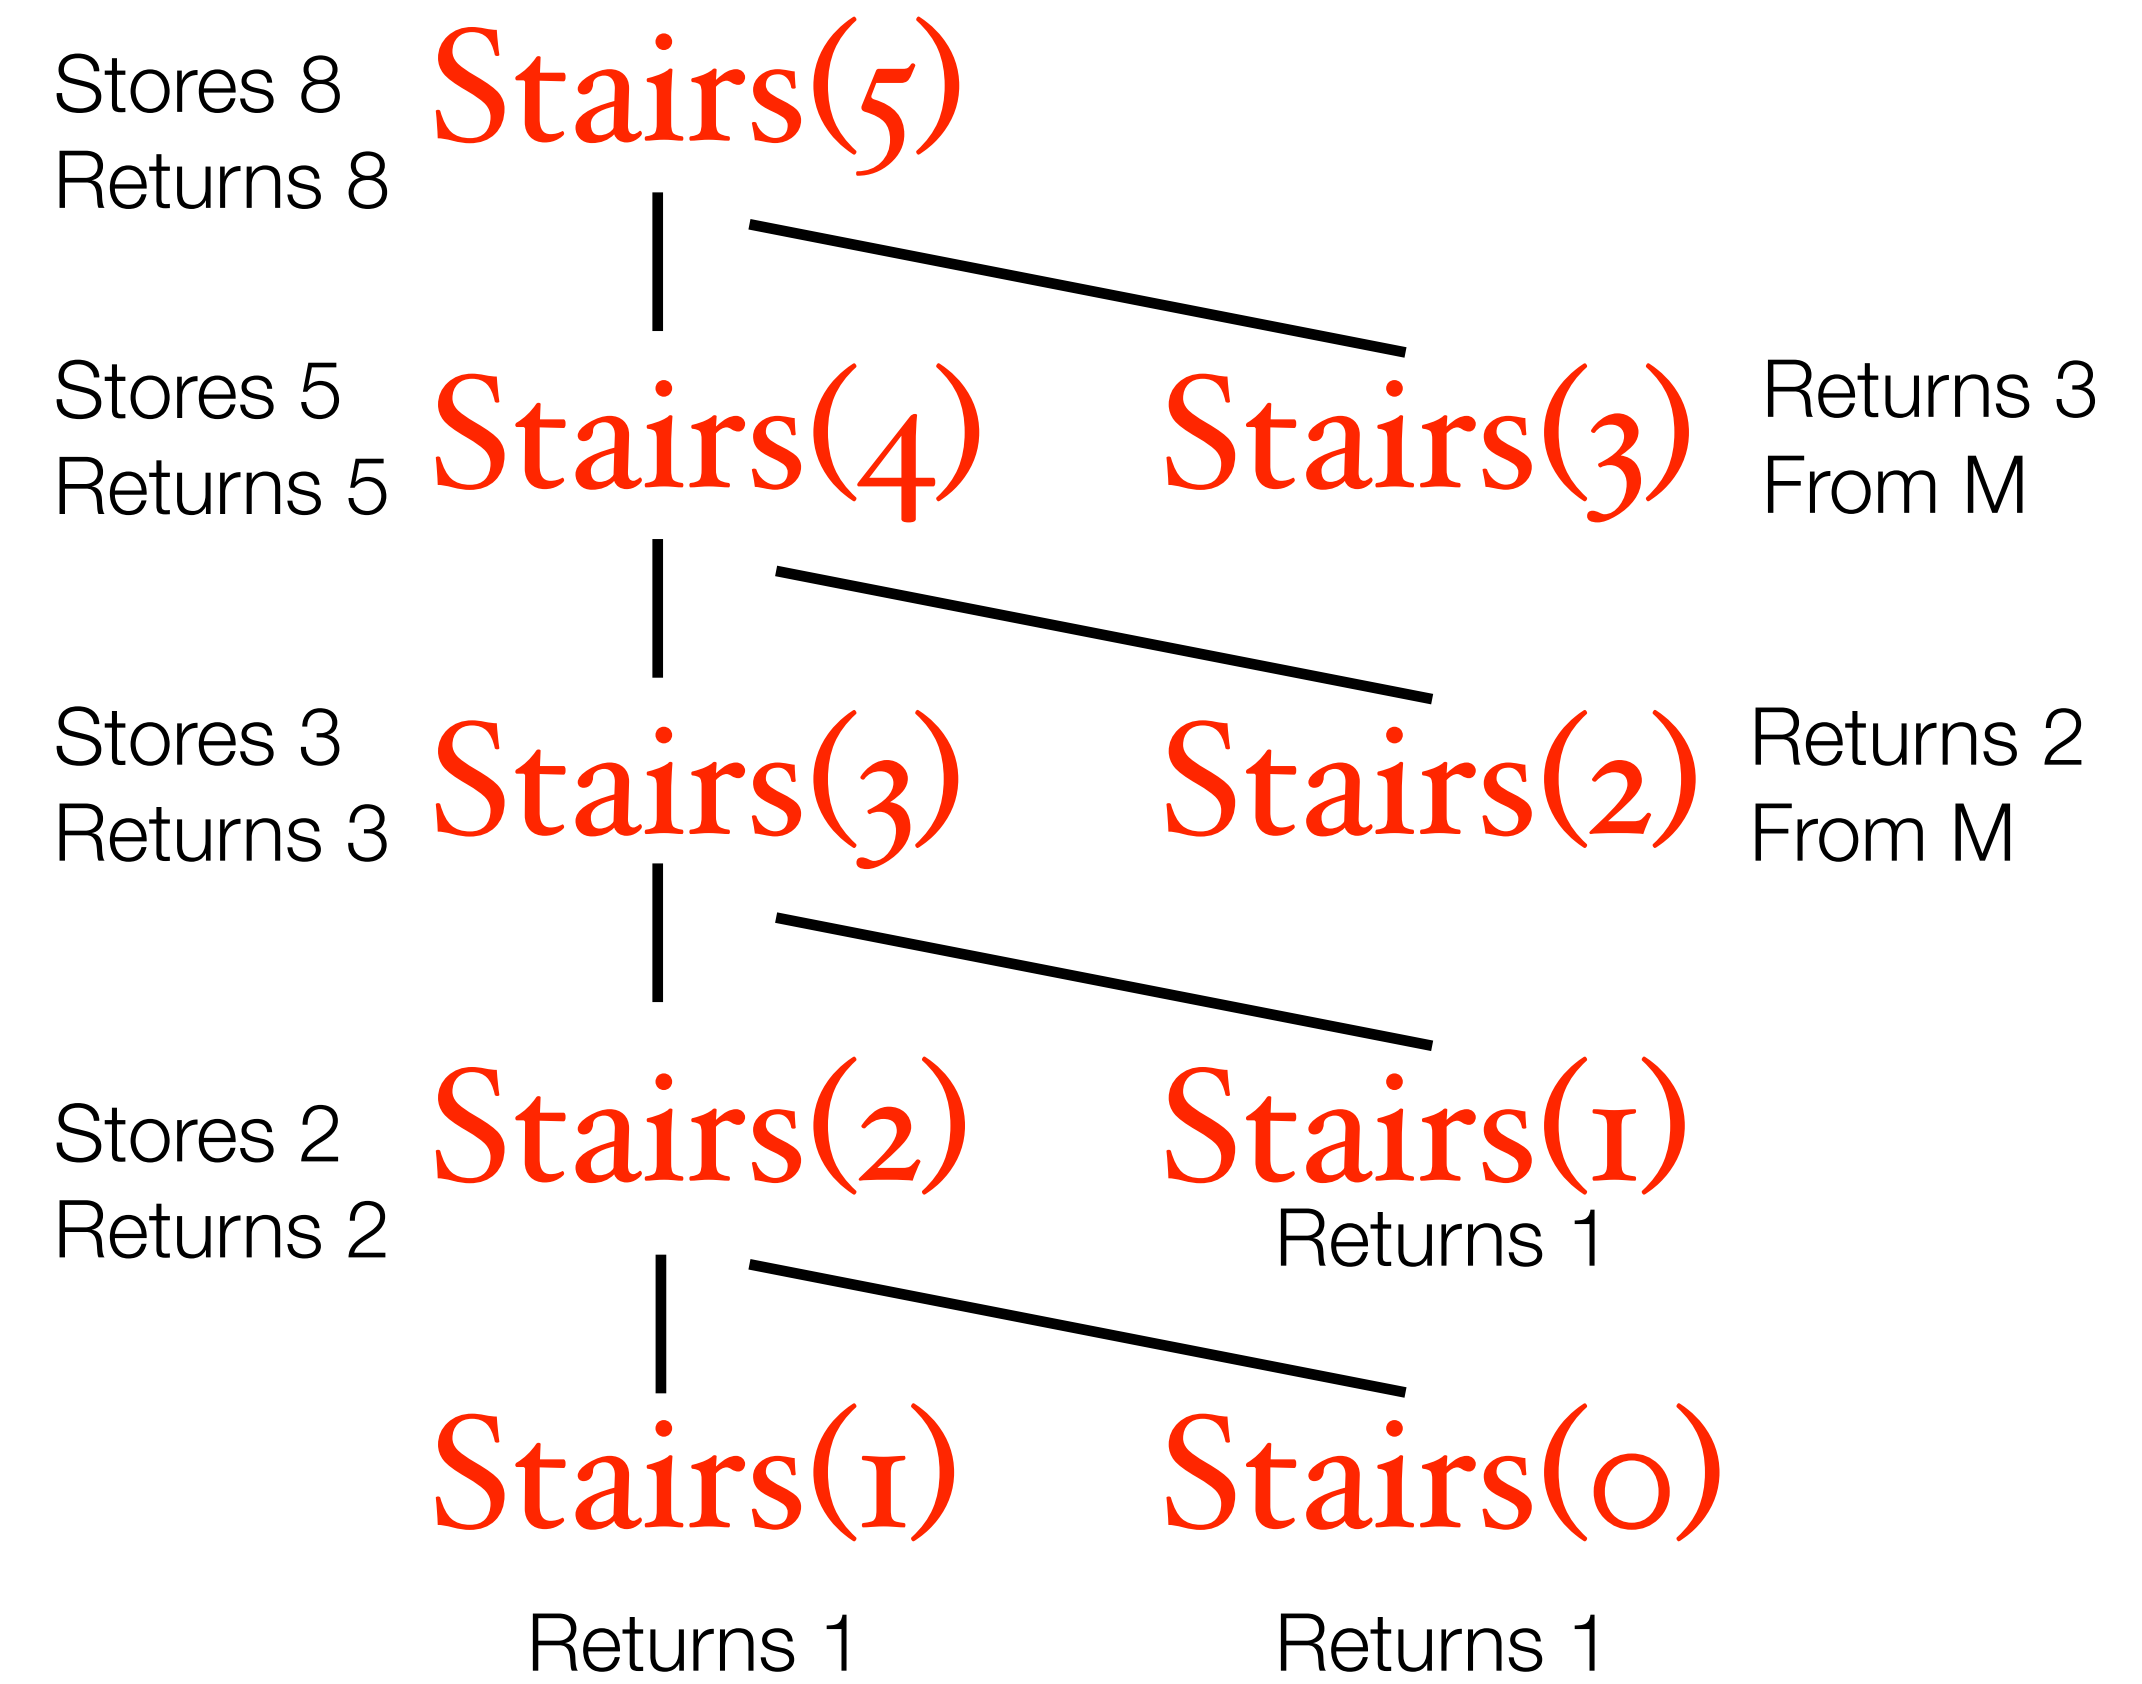 Stores 8
Returns 8
Stairs(5)
Stores 5
Returns 5
Stairs(4)
Stairs(3)
Returns 3
From M
Stores 3
Returns 3
Stairs(3)
Stairs(2)
Returns 2
From M
Stores 2
Returns 2
Stairs(2)
Stairs(1)
Returns 1
Stairs(1)
Stairs(0)
Returns 1
Returns 1